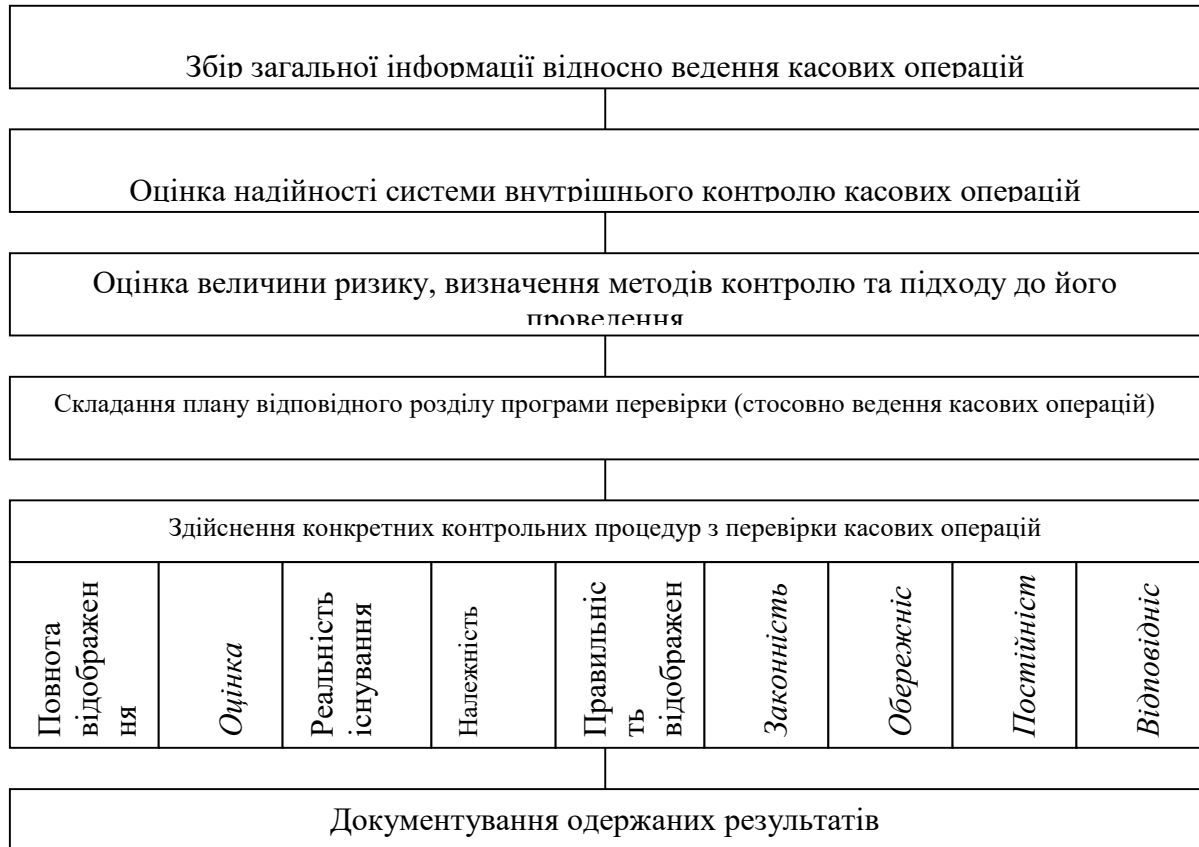 Збір загальної інформації відносно ведення касових операцій
Оцінка надійності системи внутрішнього контролю касових операцій
Оцінка величини ризику, визначення методів контролю та підходу до його
проведення
Складання плану відповідного розділу програми перевірки (стосовно ведення касових операцій)
Здійснення конкретних контрольних процедур з перевірки касових операцій
Повнота
відображен
ня
Оцінка
Реальність
існування
Належність
Правильніс
ть
відображен
Законність
Обережніс
Постійніст
Відповідніс
Документування одержаних результатів